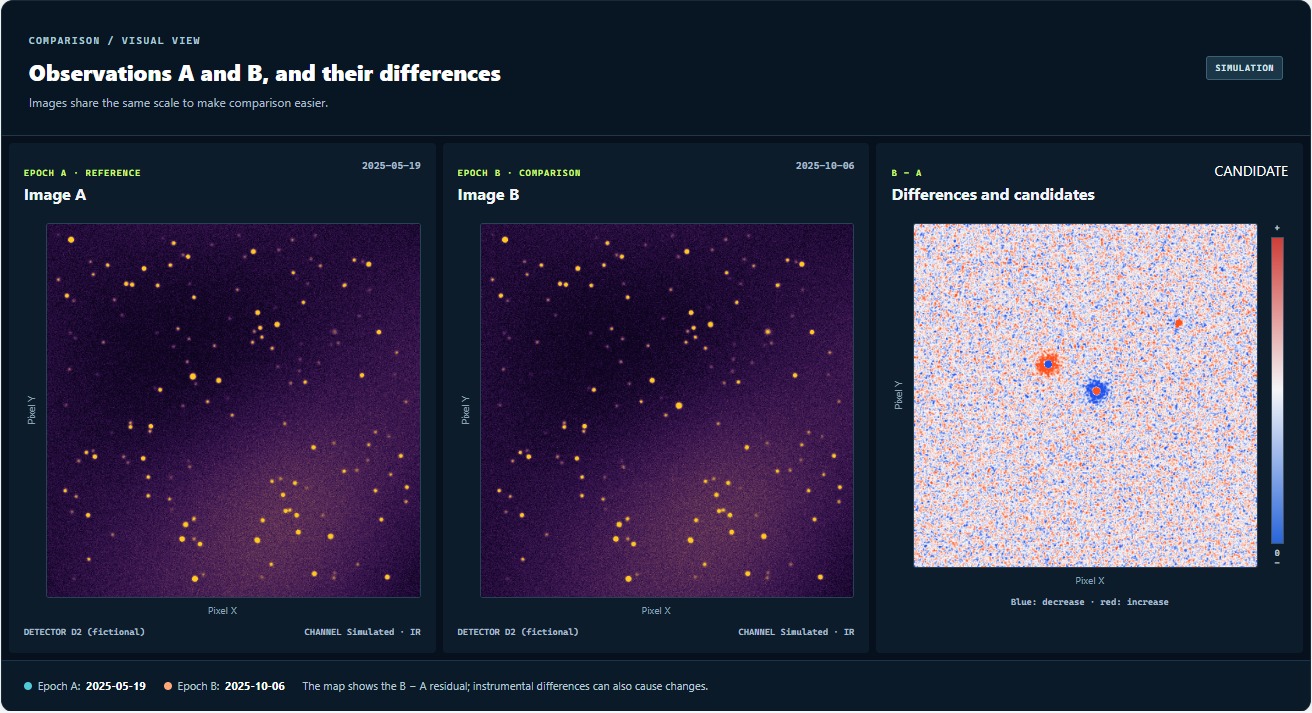 COMPARISON / VISUAL VIEW
Observations A and B, and their differences
Images share the same scale to make comparison easier.
SIMULATION
EPOCH A · REFERENCE
2025-05-19
Image A
Pixel Y
Pixel X
DETECTOR D2 (fictional)
CHANNEL Simulated · IR
EPOCH B · COMPARISON
2025-10-06
Image B
Pixel Y
Pixel X
DETECTOR D2 (fictional)
CHANNEL Simulated · IR
B − A
CANDIDATE
Differences and candidates
+
0
−
Pixel Y
Pixel X
Blue: decrease · red: increase
Epoch A: 2025-05-19
Epoch B: 2025-10-06
The map shows the B − A residual; instrumental differences can also cause changes.